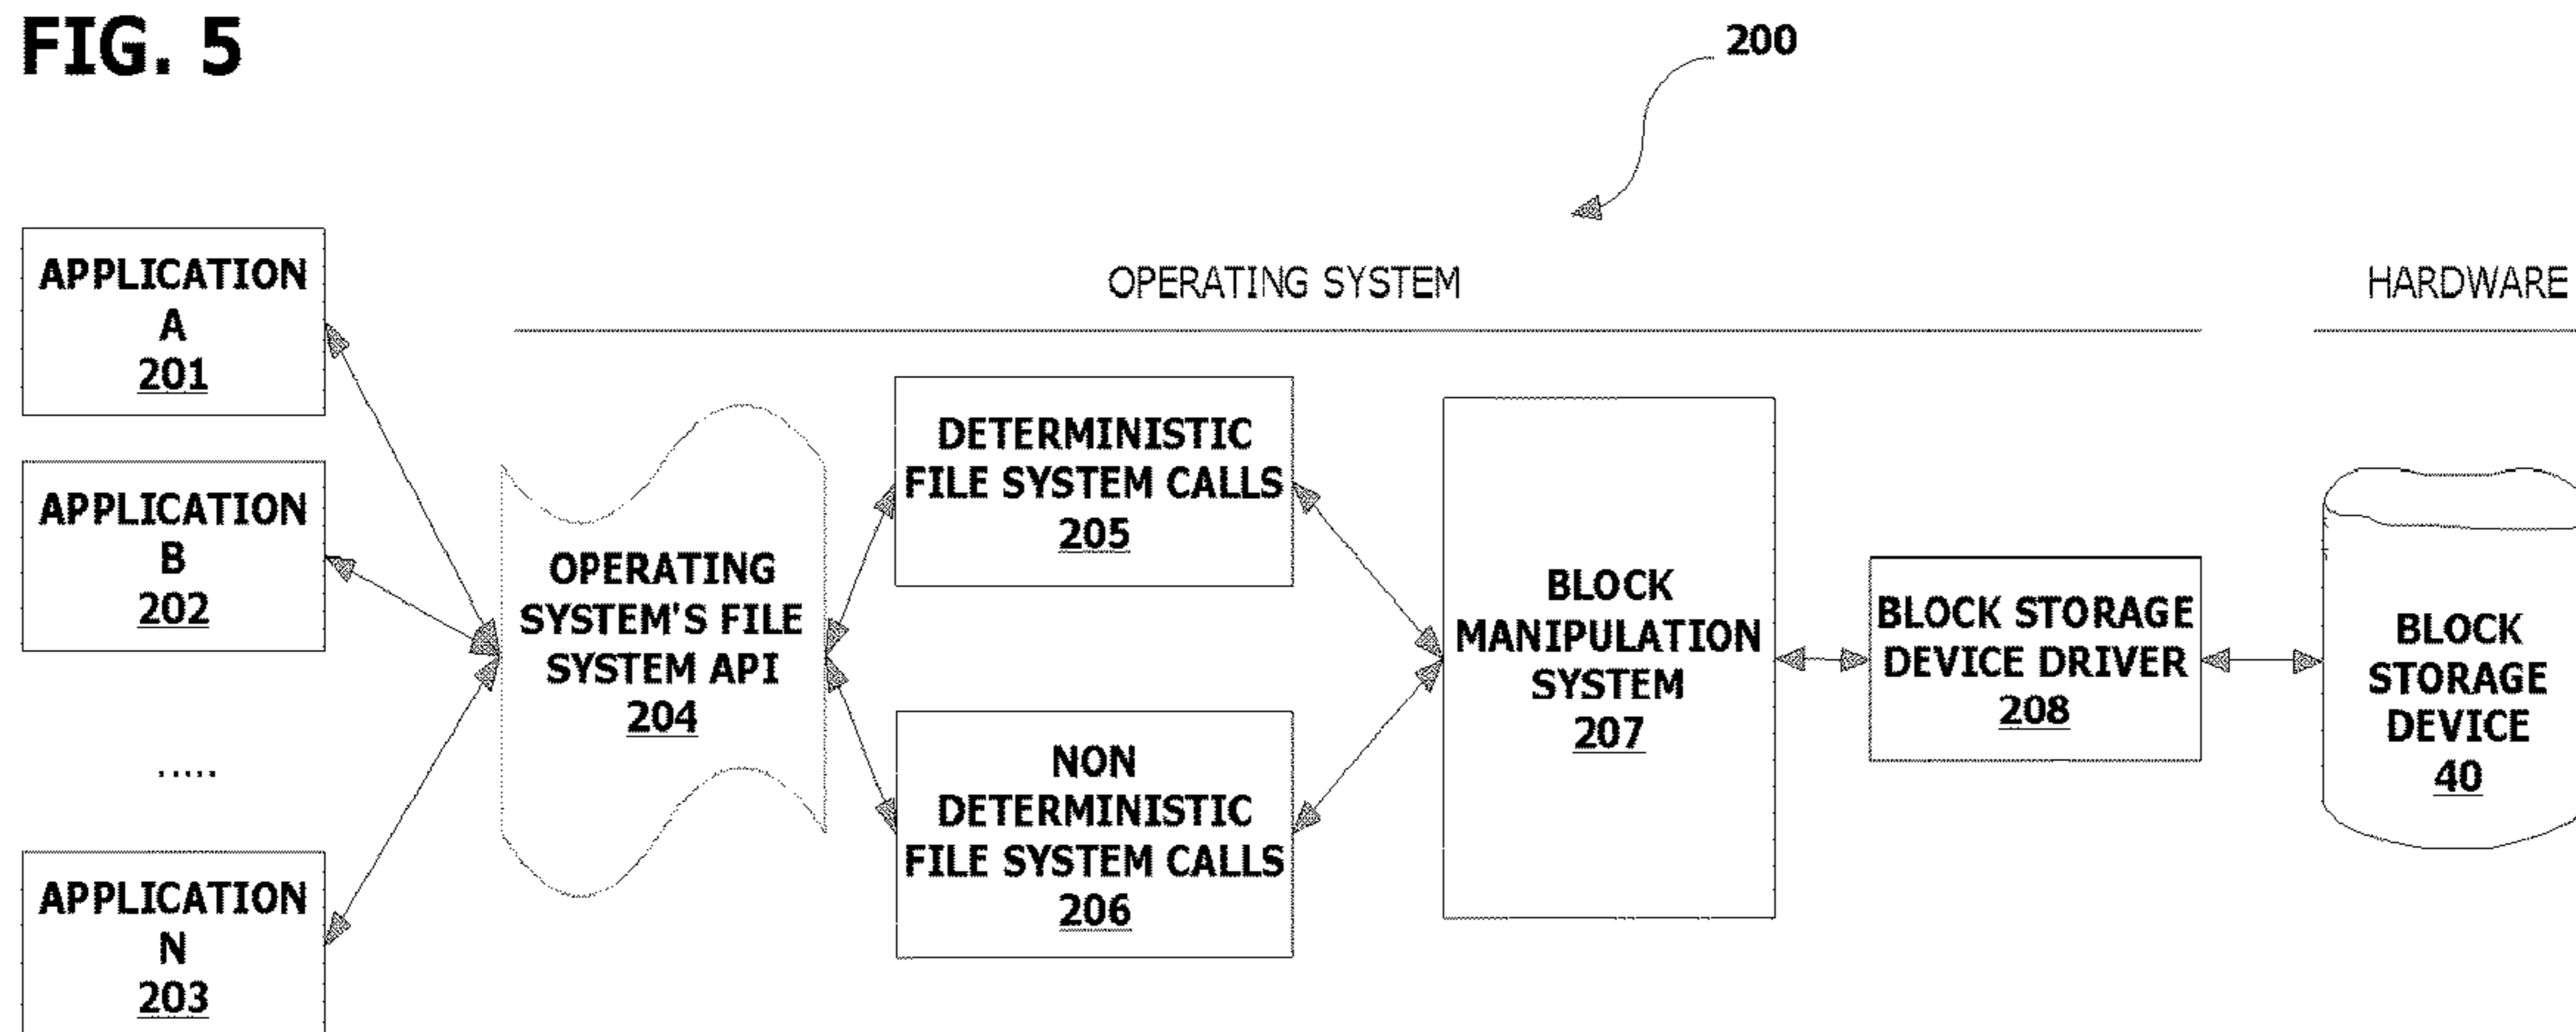 FIG. 5
200
OPERATING SYSTEM
HARDWARE
APPLICATION
A
201
APPLICATION
B
202
.....
APPLICATION
N
203
OPERATING
SYSTEM'S FILE
SYSTEM API
204
DETERMINISTIC
FILE SYSTEM CALLS
205
NON
DETERMINISTIC
FILE SYSTEM CALLS
206
BLOCK
MANIPULATION
SYSTEM
207
BLOCK STORAGE
DEVICE DRIVER
208
BLOCK
STORAGE
DEVICE
40